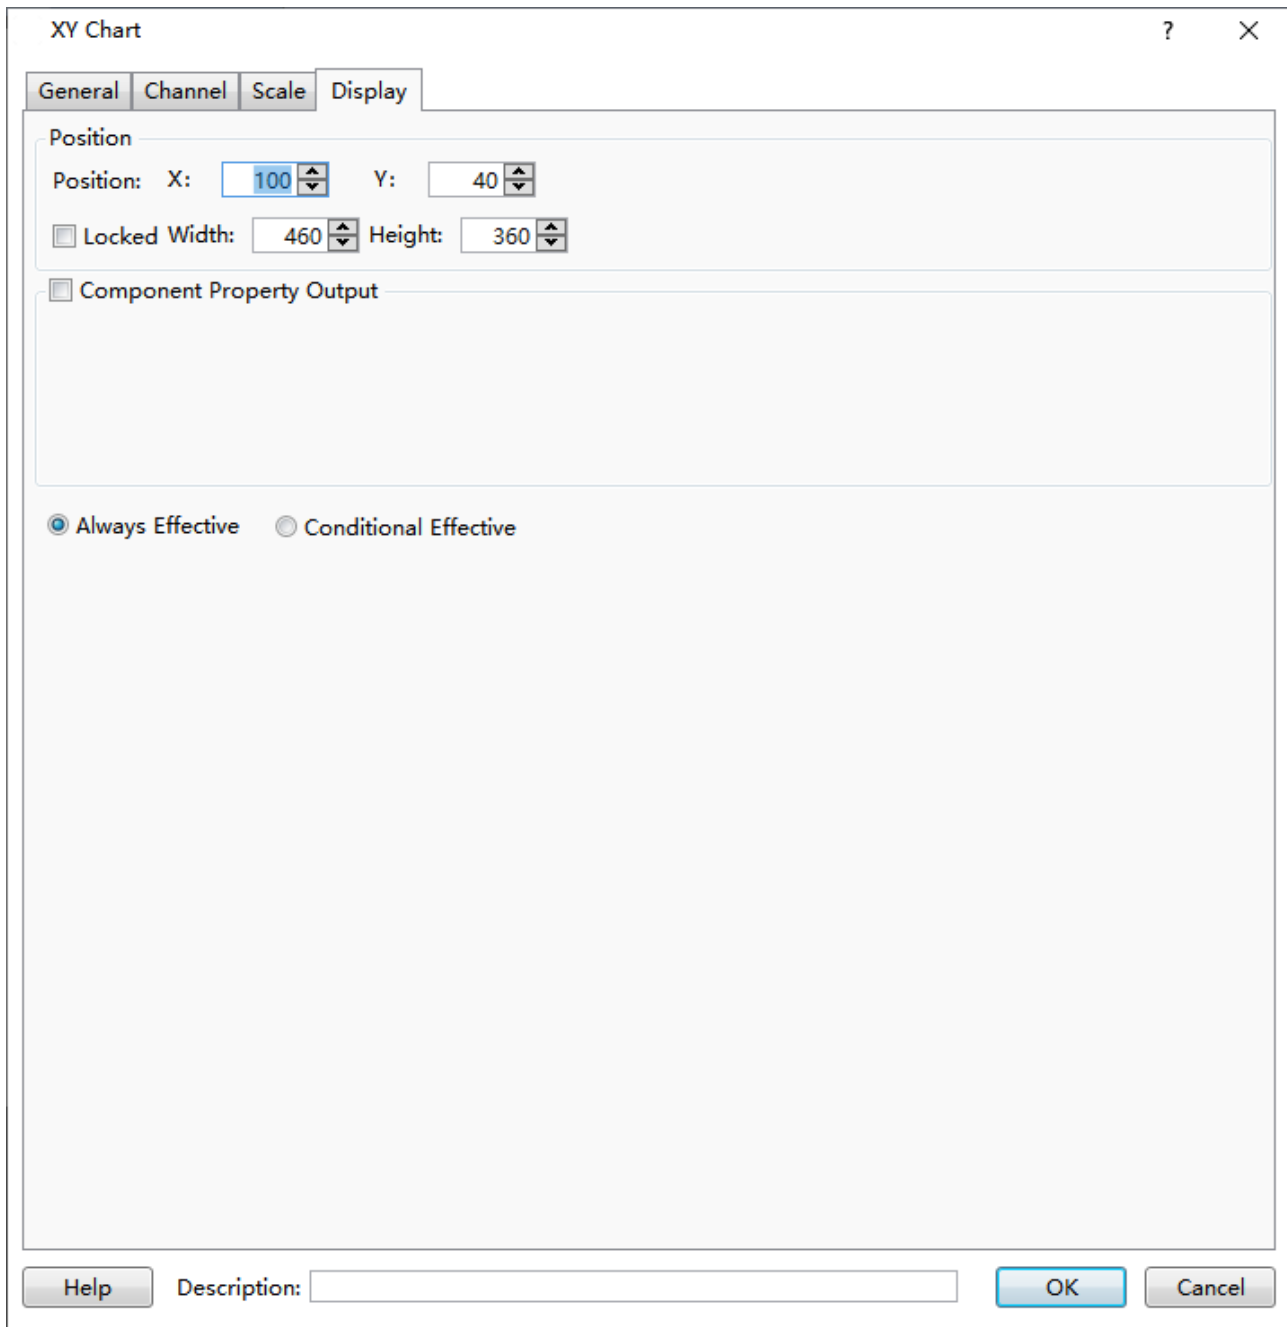 XY Chart ?
General Channel Scale Display
Position
Position: X: 100 Y: 40
Locked Width: 460 Height: 360
Component Property Output
Always Effective Conditional Effective
Help Description: OK Cancel